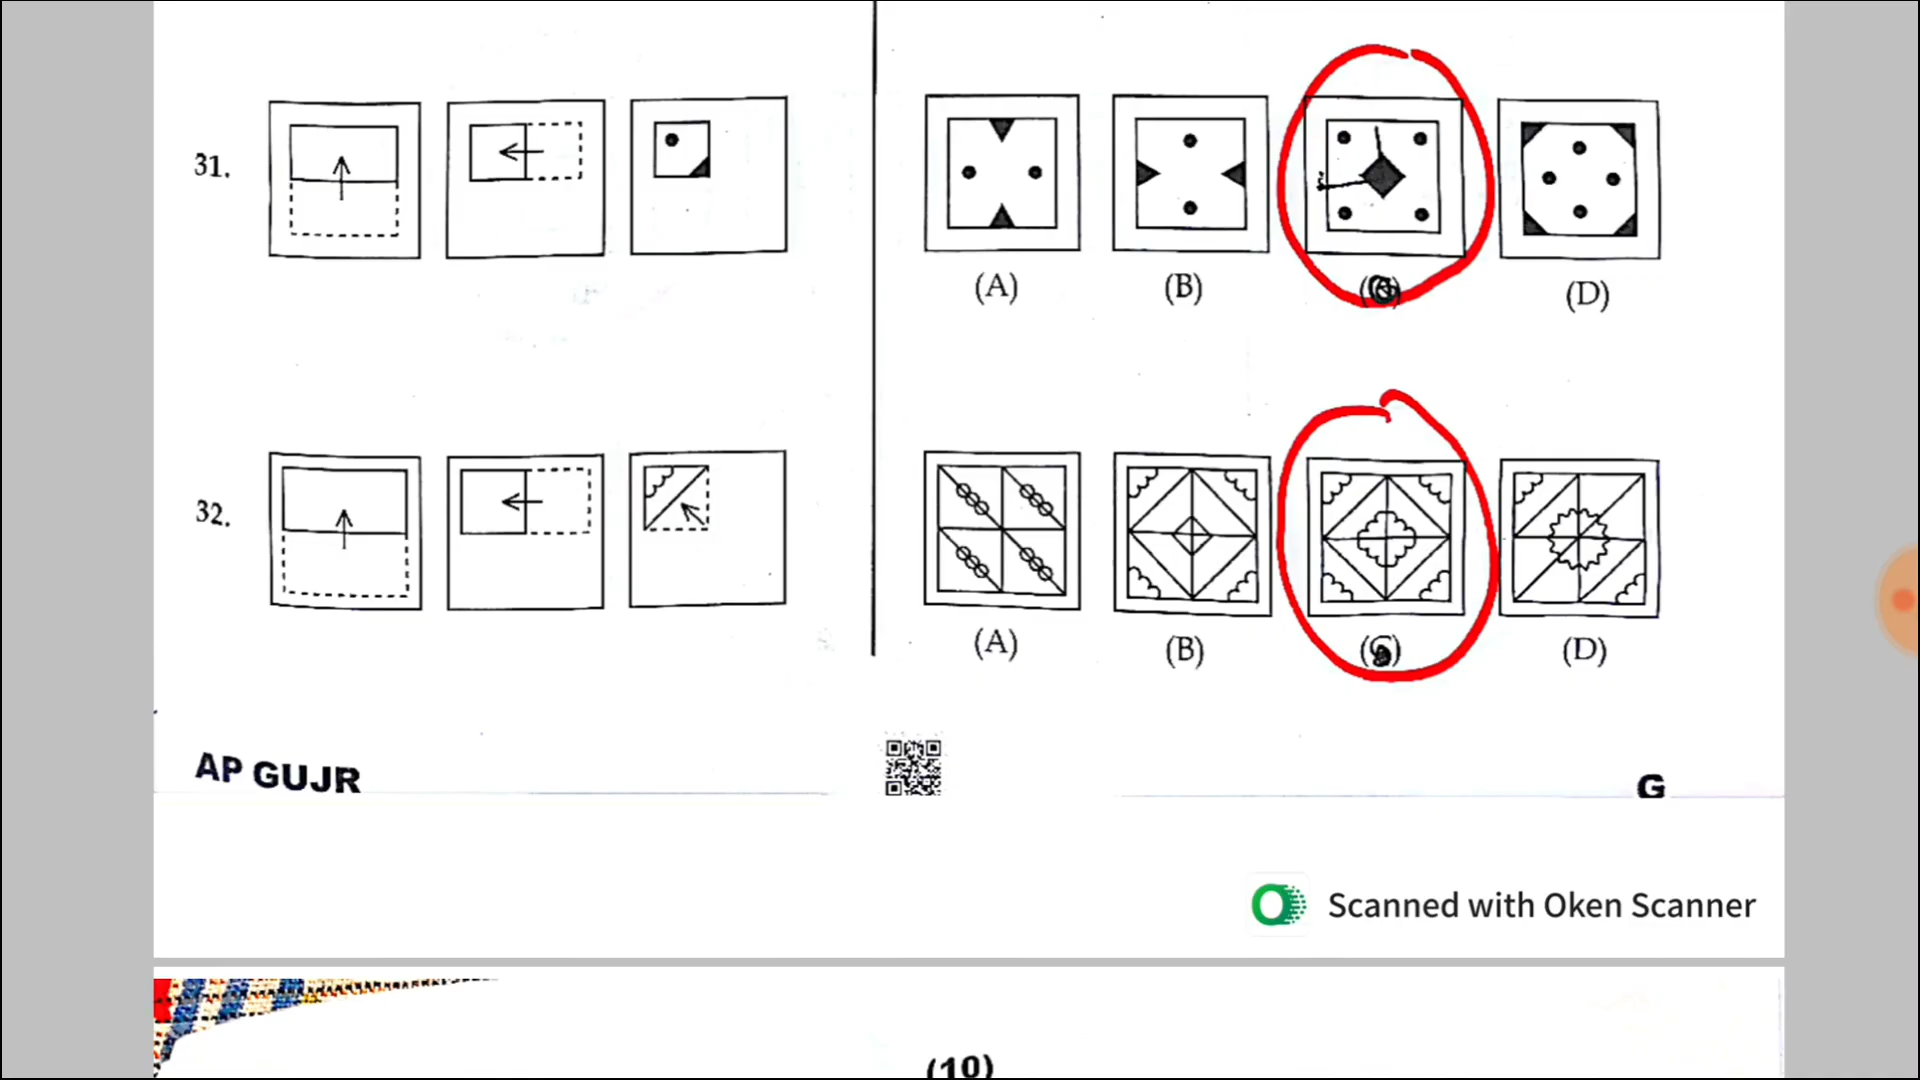 31.
(A) (B) (D)
32.
(A) (B) (D)
AP GUJR
G
Scanned with Oken Scanner
(10)